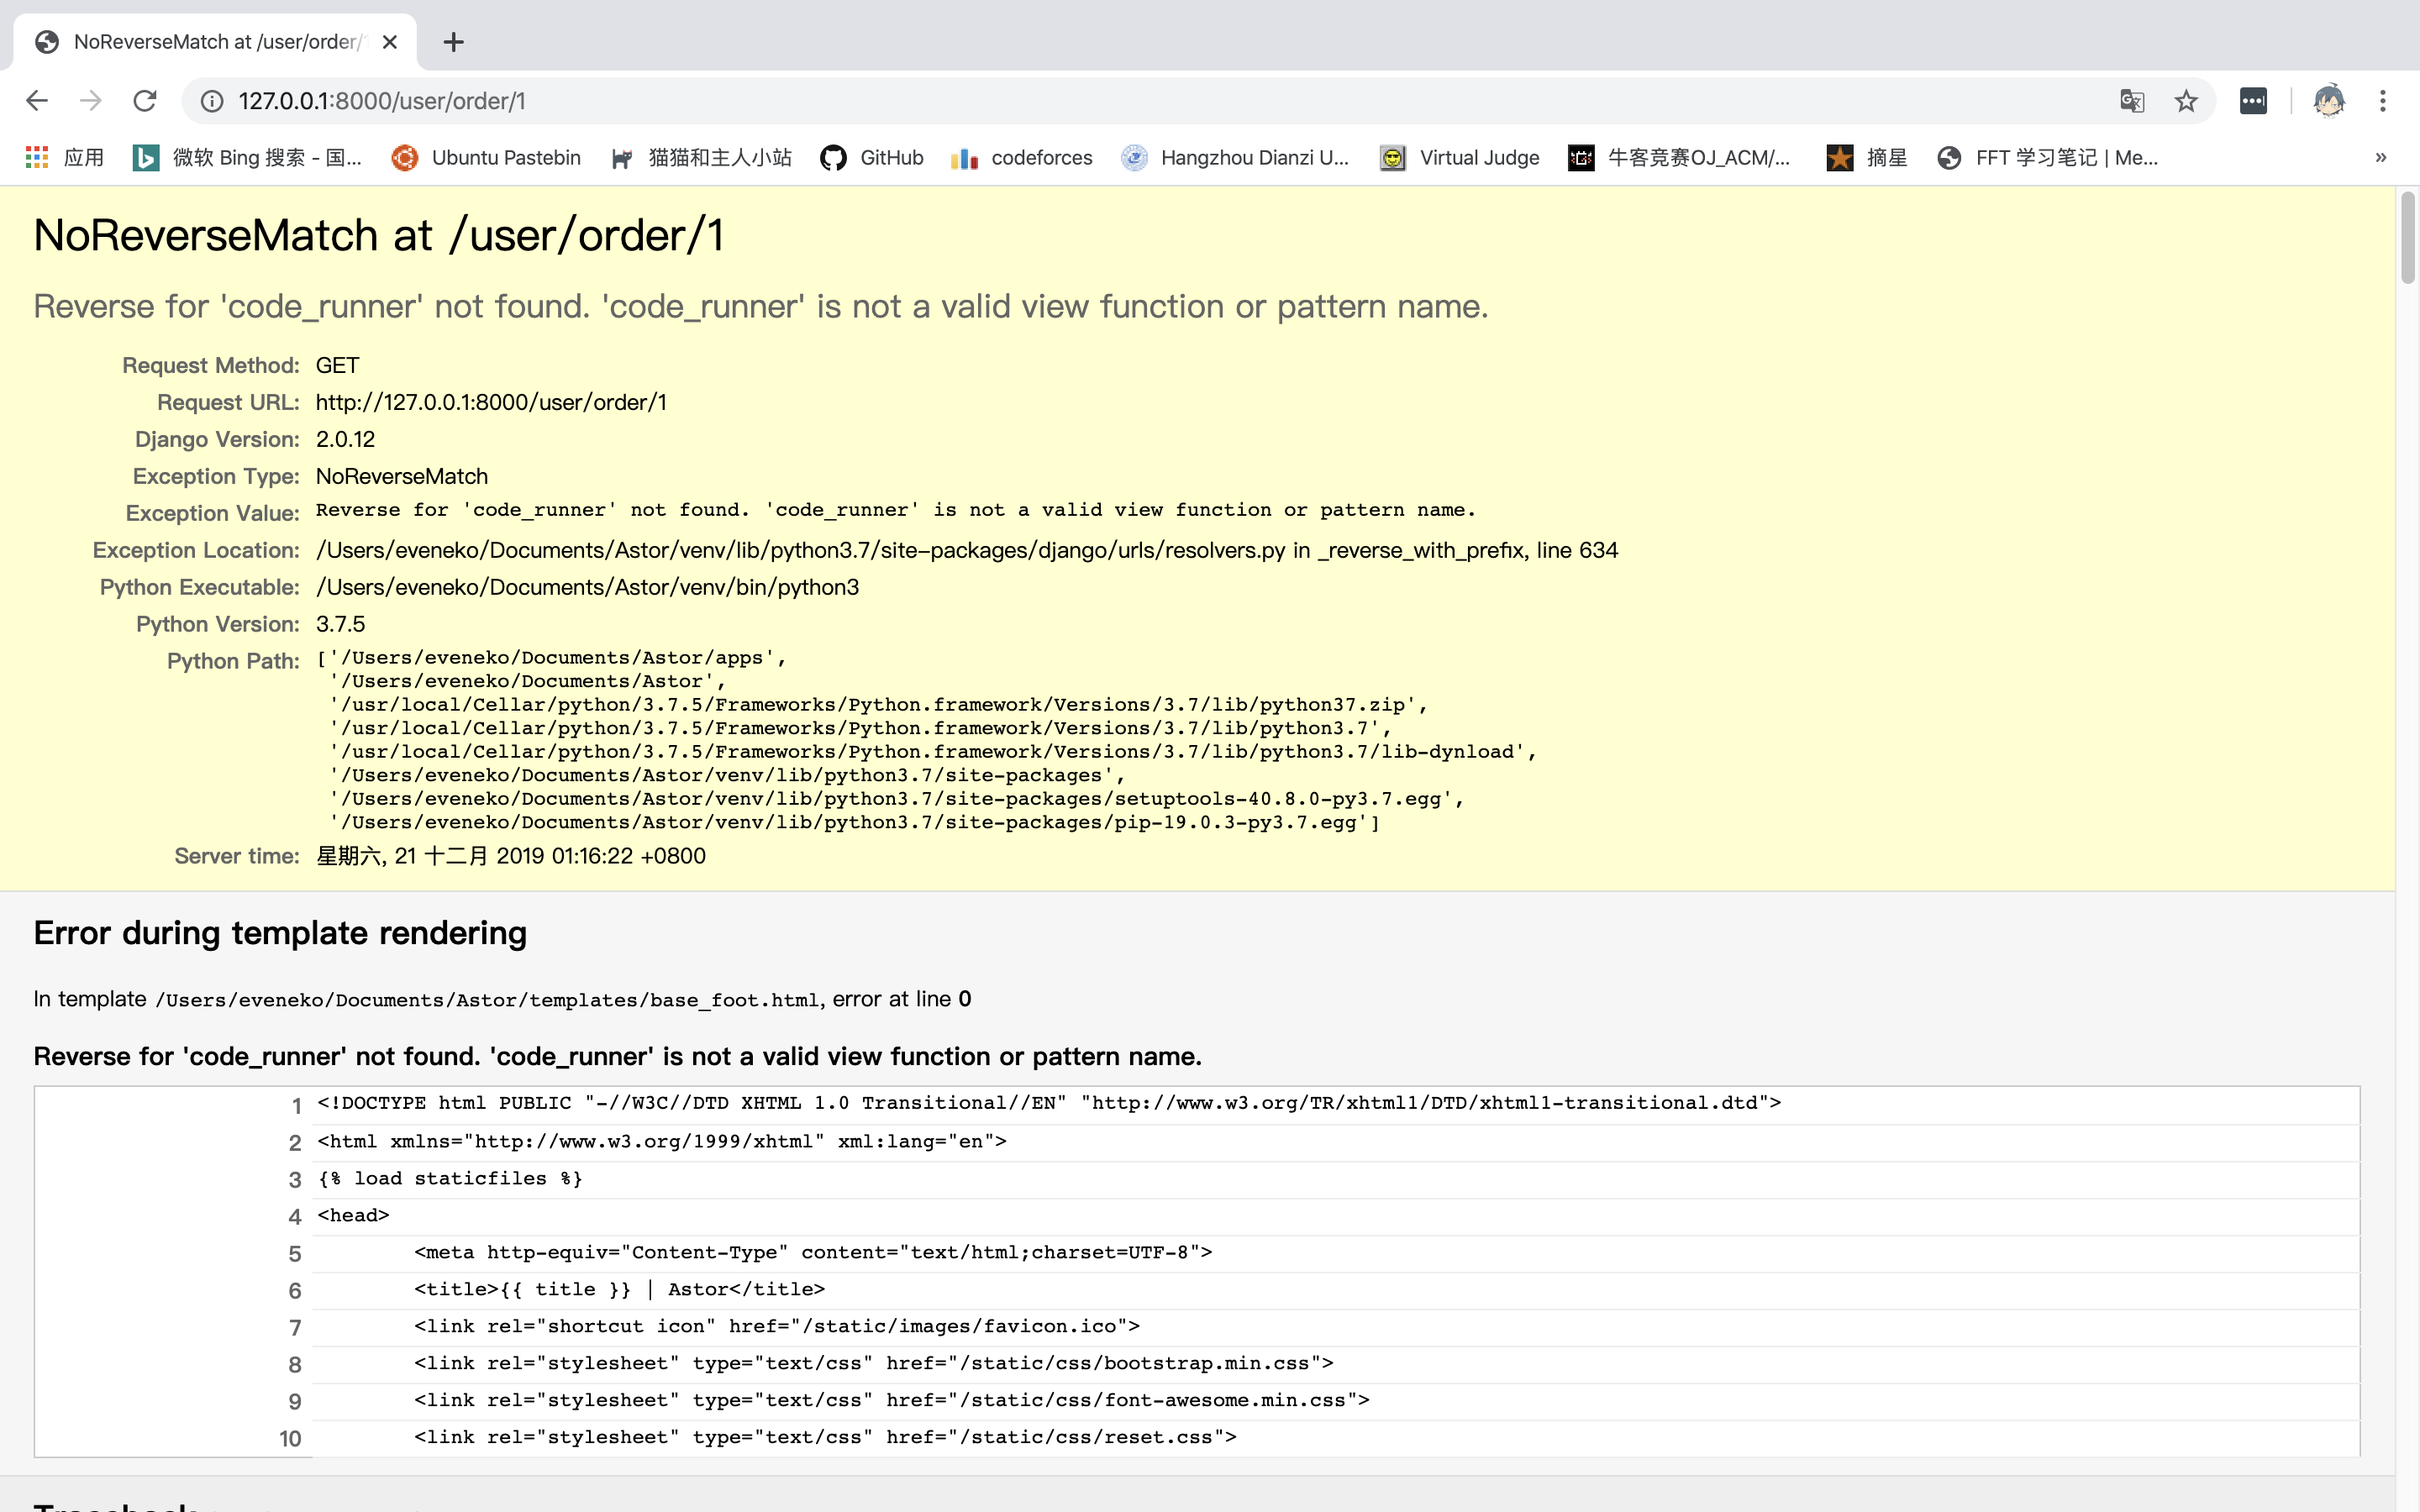 NoReverseMatch at /user/order/1
127.0.0.1:8000/user/order/1
应用 微软 Bing 搜索 - 国... Ubuntu Pastebin 猫猫和主人小站 GitHub codeforces Hangzhou Dianzi U... Virtual Judge 牛客竞赛OJ_ACM/... 摘星 FFT 学习笔记 | Me... »
NoReverseMatch at /user/order/1
Reverse for 'code_runner' not found. 'code_runner' is not a valid view function or pattern name.
Request Method: GET
Request URL: http://127.0.0.1:8000/user/order/1
Django Version: 2.0.12
Exception Type: NoReverseMatch
Exception Value: Reverse for 'code_runner' not found. 'code_runner' is not a valid view function or pattern name.
Exception Location: /Users/eveneko/Documents/Astor/venv/lib/python3.7/site-packages/django/urls/resolvers.py in _reverse_with_prefix, line 634
Python Executable: /Users/eveneko/Documents/Astor/venv/bin/python3
Python Version: 3.7.5
Python Path: ['/Users/eveneko/Documents/Astor/apps',
'/Users/eveneko/Documents/Astor',
'/usr/local/Cellar/python/3.7.5/Frameworks/Python.framework/Versions/3.7/lib/python37.zip',
'/usr/local/Cellar/python/3.7.5/Frameworks/Python.framework/Versions/3.7/lib/python3.7',
'/usr/local/Cellar/python/3.7.5/Frameworks/Python.framework/Versions/3.7/lib/python3.7/lib-dynload',
'/Users/eveneko/Documents/Astor/venv/lib/python3.7/site-packages',
'/Users/eveneko/Documents/Astor/venv/lib/python3.7/site-packages/setuptools-40.8.0-py3.7.egg',
'/Users/eveneko/Documents/Astor/venv/lib/python3.7/site-packages/pip-19.0.3-py3.7.egg']
Server time: 星期六, 21 十二月 2019 01:16:22 +0800
Error during template rendering
In template /Users/eveneko/Documents/Astor/templates/base_foot.html, error at line 0
Reverse for 'code_runner' not found. 'code_runner' is not a valid view function or pattern name.
1 <!DOCTYPE html PUBLIC "-//W3C//DTD XHTML 1.0 Transitional//EN" "http://www.w3.org/TR/xhtml1/DTD/xhtml1-transitional.dtd">
2 <html xmlns="http://www.w3.org/1999/xhtml" xml:lang="en">
3 {% load staticfiles %}
4 <head>
5 <meta http-equiv="Content-Type" content="text/html;charset=UTF-8">
6 <title>{{ title }} | Astor</title>
7 <link rel="shortcut icon" href="/static/images/favicon.ico">
8 <link rel="stylesheet" type="text/css" href="/static/css/bootstrap.min.css">
9 <link rel="stylesheet" type="text/css" href="/static/css/font-awesome.min.css">
10 <link rel="stylesheet" type="text/css" href="/static/css/reset.css">